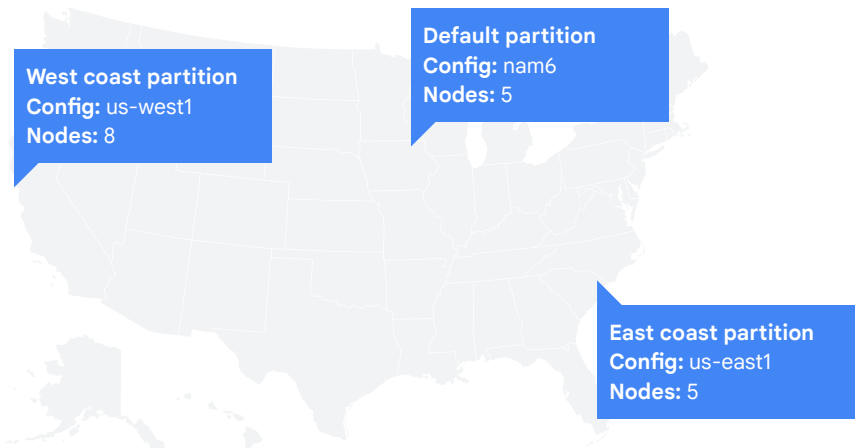 Default partition
Config: nam6
Nodes: 5
West coast partition
Config: us-west1
Nodes: 8
East coast partition
Config: us-east1
Nodes: 5